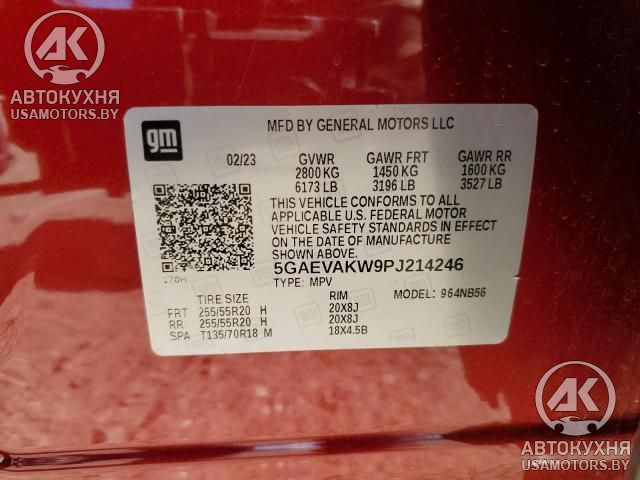 AK
АВТОКУХНЯ
USAMOTORS.BY
gm
MFD BY GENERAL MOTORS LLC
02/23 GVWR GAWR FRT GAWR RR
2800 KG 1450 KG 1600 KG
6173 LB 3196 LB 3527 LB
THIS VEHICLE CONFORMS TO ALL
APPLICABLE U.S. FEDERAL MOTOR
VEHICLE SAFETY STANDARDS IN EFFECT
ON THE DATE OF MANUFACTURE
SHOWN ABOVE.
5GAEVAKW9PJ214246
TYPE: MPV MODEL: 964NB56
TIRE SIZE RIM
FRT 255/55R20 H 20X8J
RR 255/55R20 H 20X8J
SPA T135/70R18 M 18X4.5B
AK
АВТОКУХНЯ
USAMOTORS.BY